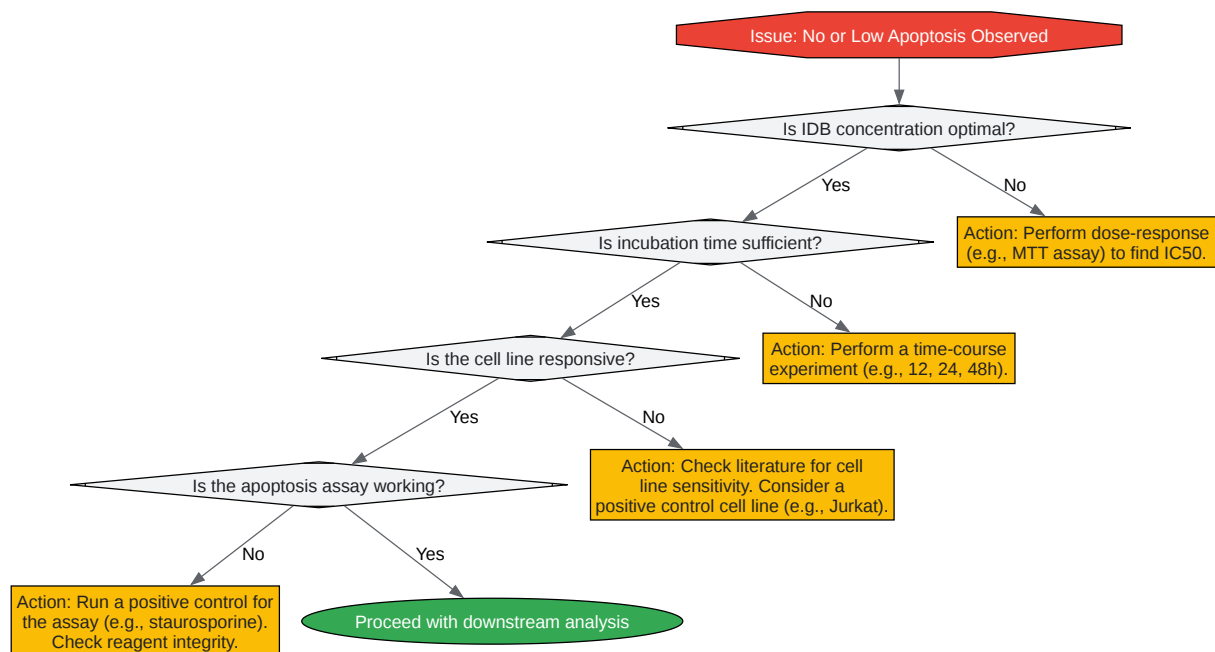 Issue: No or Low Apoptosis Observed
Is IDB concentration optimal?
Yes
No
Is incubation time sufficient?
Action: Perform dose-response
(e.g., MTT assay) to find IC50.
Yes
No
Is the cell line responsive?
Action: Perform a time-course
experiment (e.g., 12, 24, 48h).
Yes
No
Is the apoptosis assay working?
Action: Check literature for cell
line sensitivity. Consider a
positive control cell line (e.g., Jurkat).
No
Yes
Action: Run a positive control for
the assay (e.g., staurosporine).
Check reagent integrity.
Proceed with downstream analysis